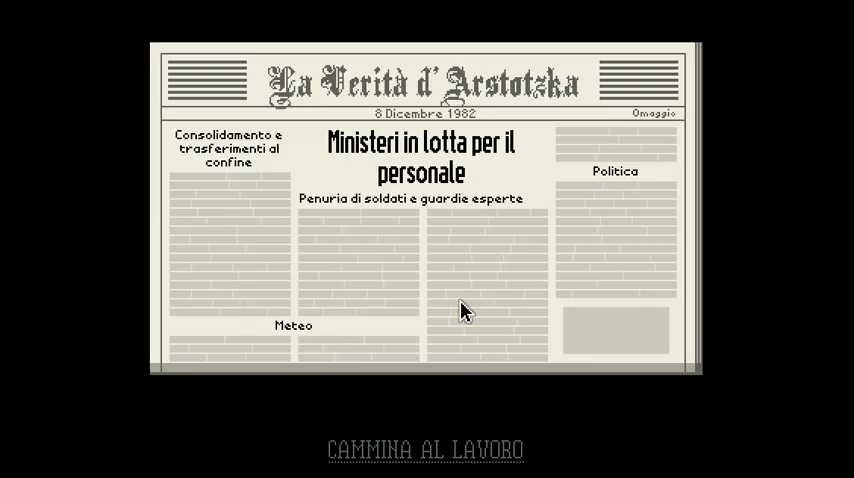 La Verità d'Arstotzka
8 Dicembre 1982
Omaggio
Consolidamento e
trasferimenti al
confine
Ministeri in lotta per il
personale
Penuria di soldati e guardie esperte
Politica
Meteo
CAMMINA AL LAVORO